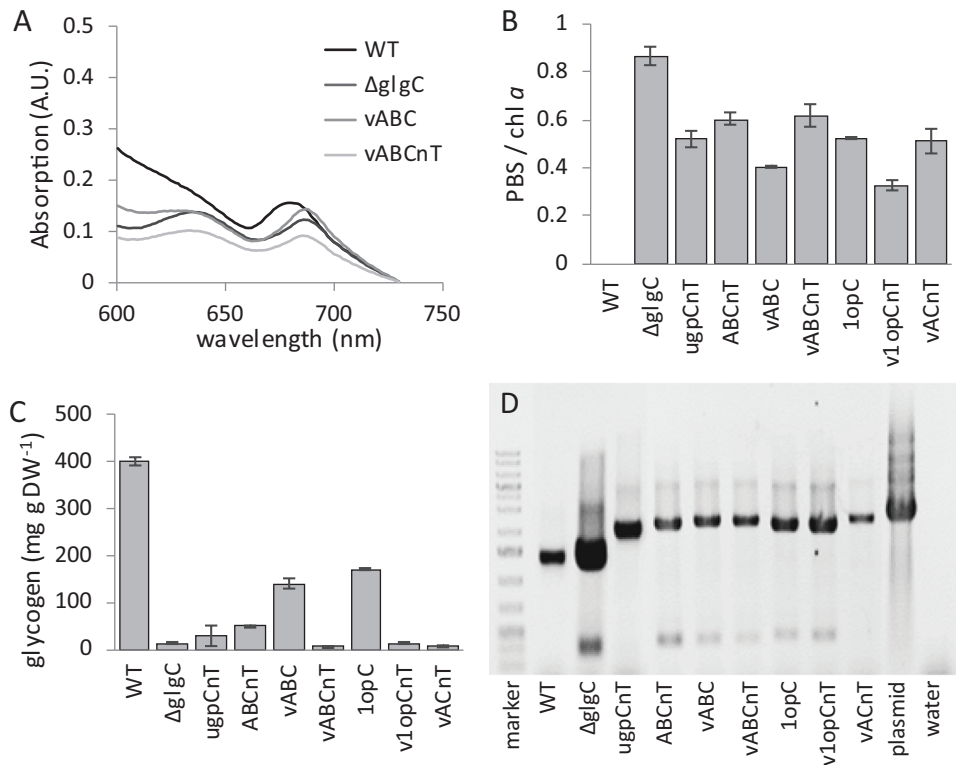 A
Absorption (A.U.)
0.5
0.4
0.3
0.2
0.1
0
600
650
700
750
wavelength (nm)
WT
ΔglgC
vABC
vABCnT
B
PBS / chl a
1
0.8
0.6
0.4
0.2
0
WT
ΔglgC
ugpCnT
ABCnT
vABC
vABCnT
1opC
v1opCnT
vACnT
C
glycogen (mg g DW-1)
500
400
300
200
100
0
WT
ΔglgC
ugpCnT
ABCnT
vABC
vABCnT
1opC
v1opCnT
vACnT
D
marker
WT
ΔglgC
ugpCnT
ABCnT
vABC
vABCnT
1opC
v1opCnT
vACnT
plasmid
water